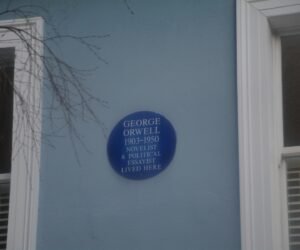 GEORGE
ORWELL
1903-1950
NOVELIST
& POLITICAL
ESSAYIST
LIVED HERE